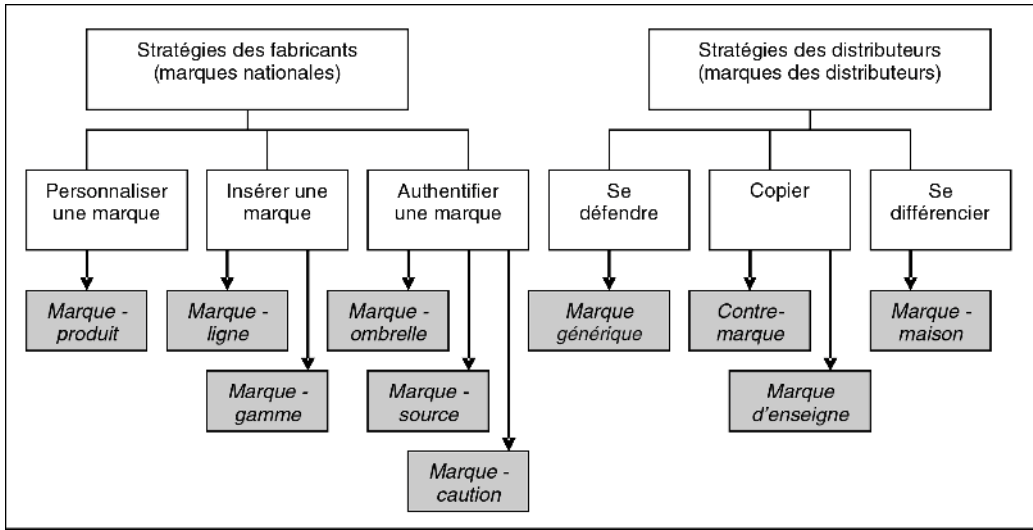 Stratégies des fabricants
(marques nationales)
Stratégies des distributeurs
(marques des distributeurs)
Personnaliser
une marque
Insérer une
marque
Authentifier
une marque
Se
défendre
Copier
Se
différencier
Marque -
produit
Marque -
ligne
Marque -
ombrelle
Marque
générique
Contre-
marque
Marque -
maison
Marque -
gamme
Marque -
source
Marque
d'enseigne
Marque -
caution